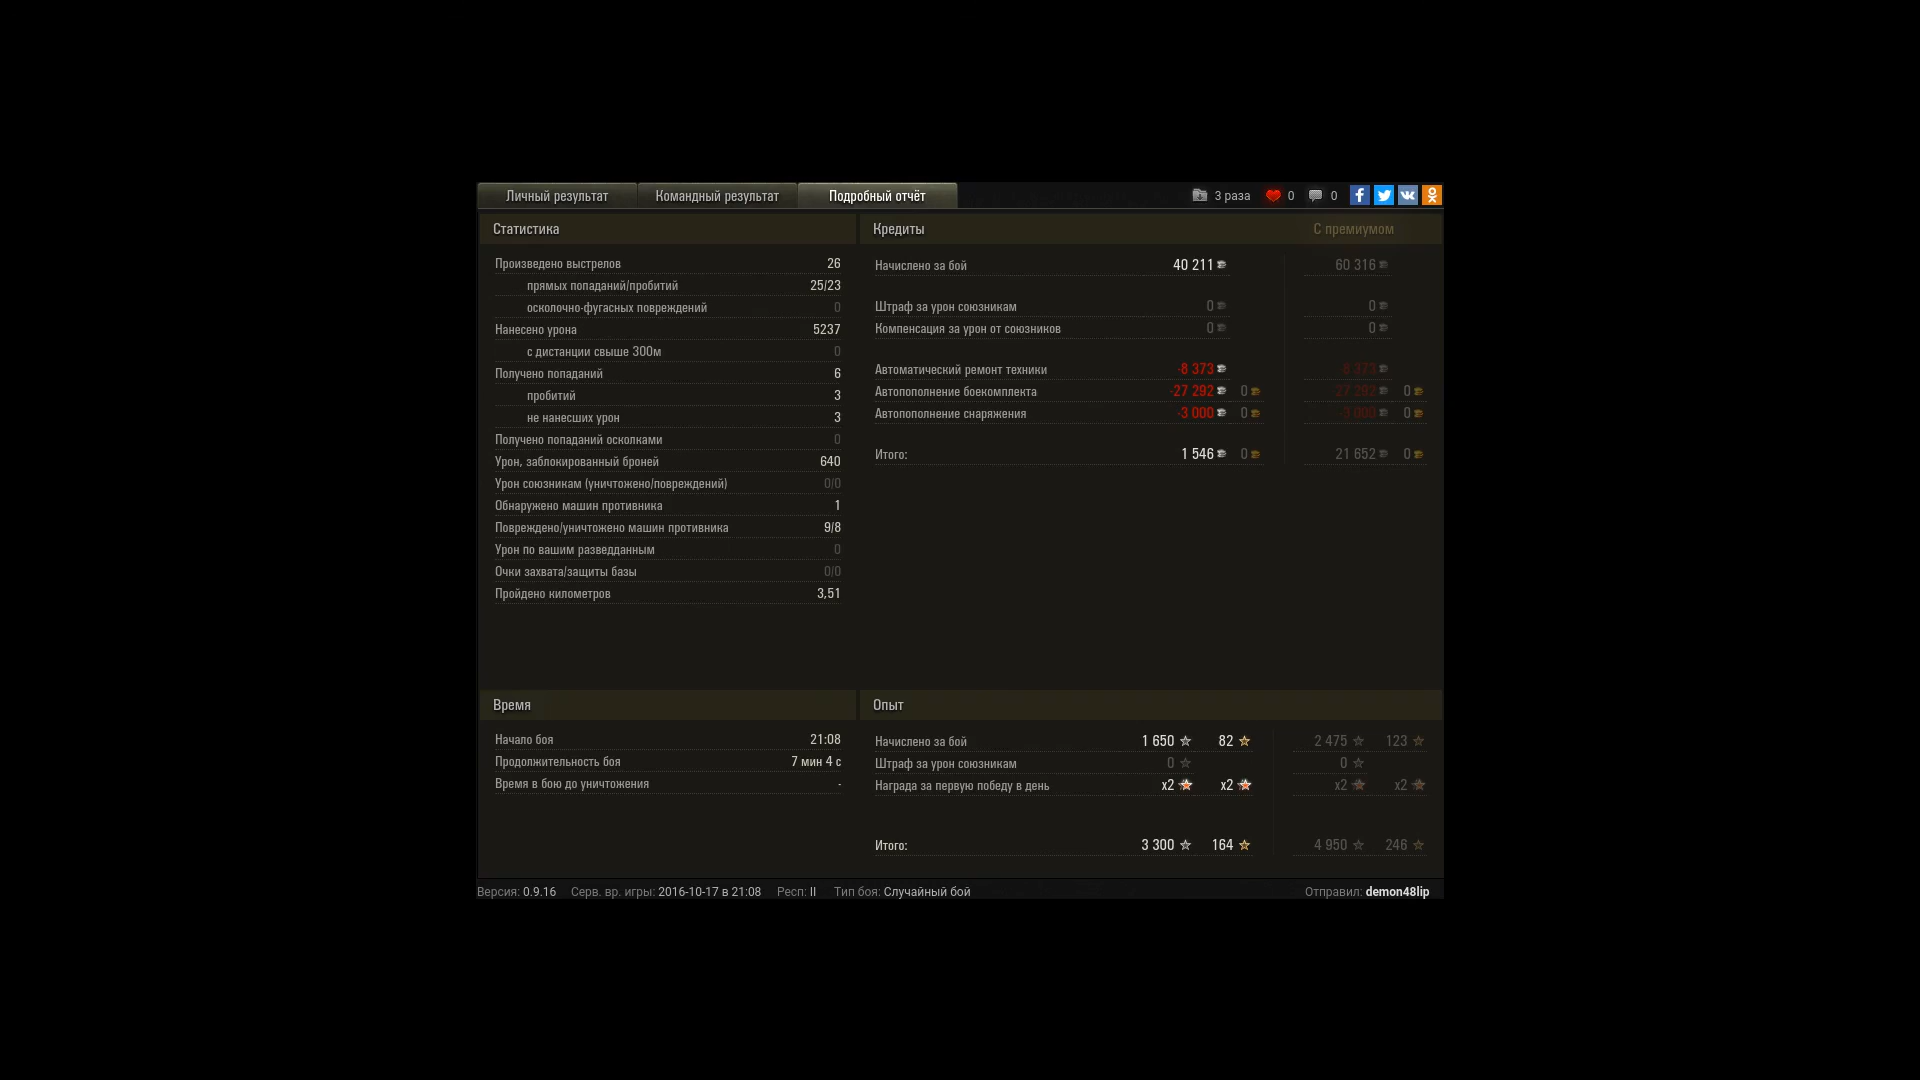 Личный результат Командный результат Подробный отчёт 3 раза 0 0
Статистика
Произведено выстрелов 26
прямых попаданий/пробитий 25/23
осколочно-фугасных повреждений 0
Нанесено урона 5237
с дистанции свыше 300м 0
Получено попаданий 6
пробитий 3
не нанесших урон 3
Получено попаданий осколками 0
Урон, заблокированный броней 640
Урон союзникам (уничтожено/повреждений) 0/0
Обнаружено машин противника 1
Повреждено/уничтожено машин противника 9/8
Урон по вашим разведданным 0
Очки захвата/защиты базы 0/0
Пройдено километров 3,51
Кредиты С премиумом
Начислено за бой 40 211 60 316
Штраф за урон союзникам 0 0
Компенсация за урон от союзников 0 0
Автоматический ремонт техники -8 373 -8 373
Автопополнение боекомплекта -27 292 0 -27 292 0
Автопополнение снаряжения -3 000 0 -3 000 0
Итого: 1 546 0 21 652 0
Время
Начало боя 21:08
Продолжительность боя 7 мин 4 с
Время в бою до уничтожения -
Опыт
Начислено за бой 1 650 82 2 475 123
Штраф за урон союзникам 0 0
Награда за первую победу в день x2 x2 x2 x2
Итого: 3 300 164 4 950 246
Версия: 0.9.16 Серв. вр. игры: 2016-10-17 в 21:08 Респ: II Тип боя: Случайный бой Отправил: demon48lip